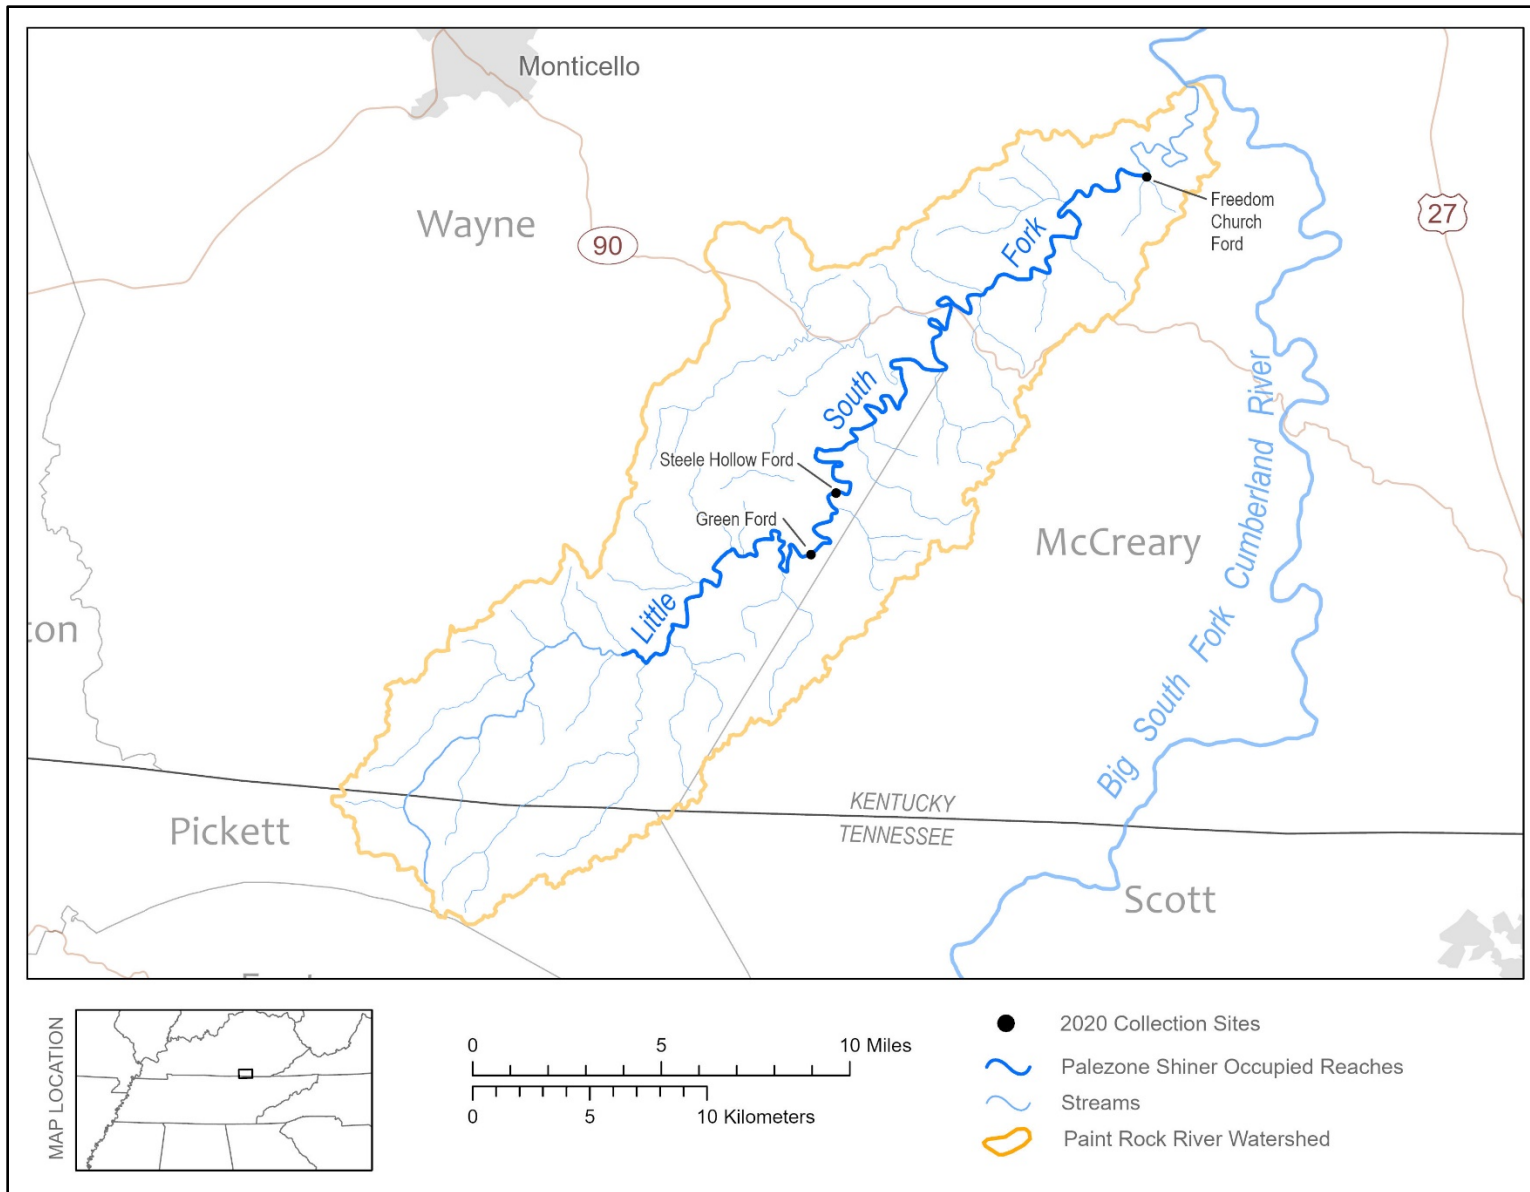 Monticello
Wayne
90
27
Freedom
Church
Ford
Fork
South
Steele Hollow Ford
Green Ford
Little
McCreary
Big South Fork Cumberland River
ton
KENTUCKY
TENNESSEE
Pickett
Scott
MAP LOCATION
0 5 10 Miles
0 5 10 Kilometers
2020 Collection Sites
Palezone Shiner Occupied Reaches
Streams
Paint Rock River Watershed